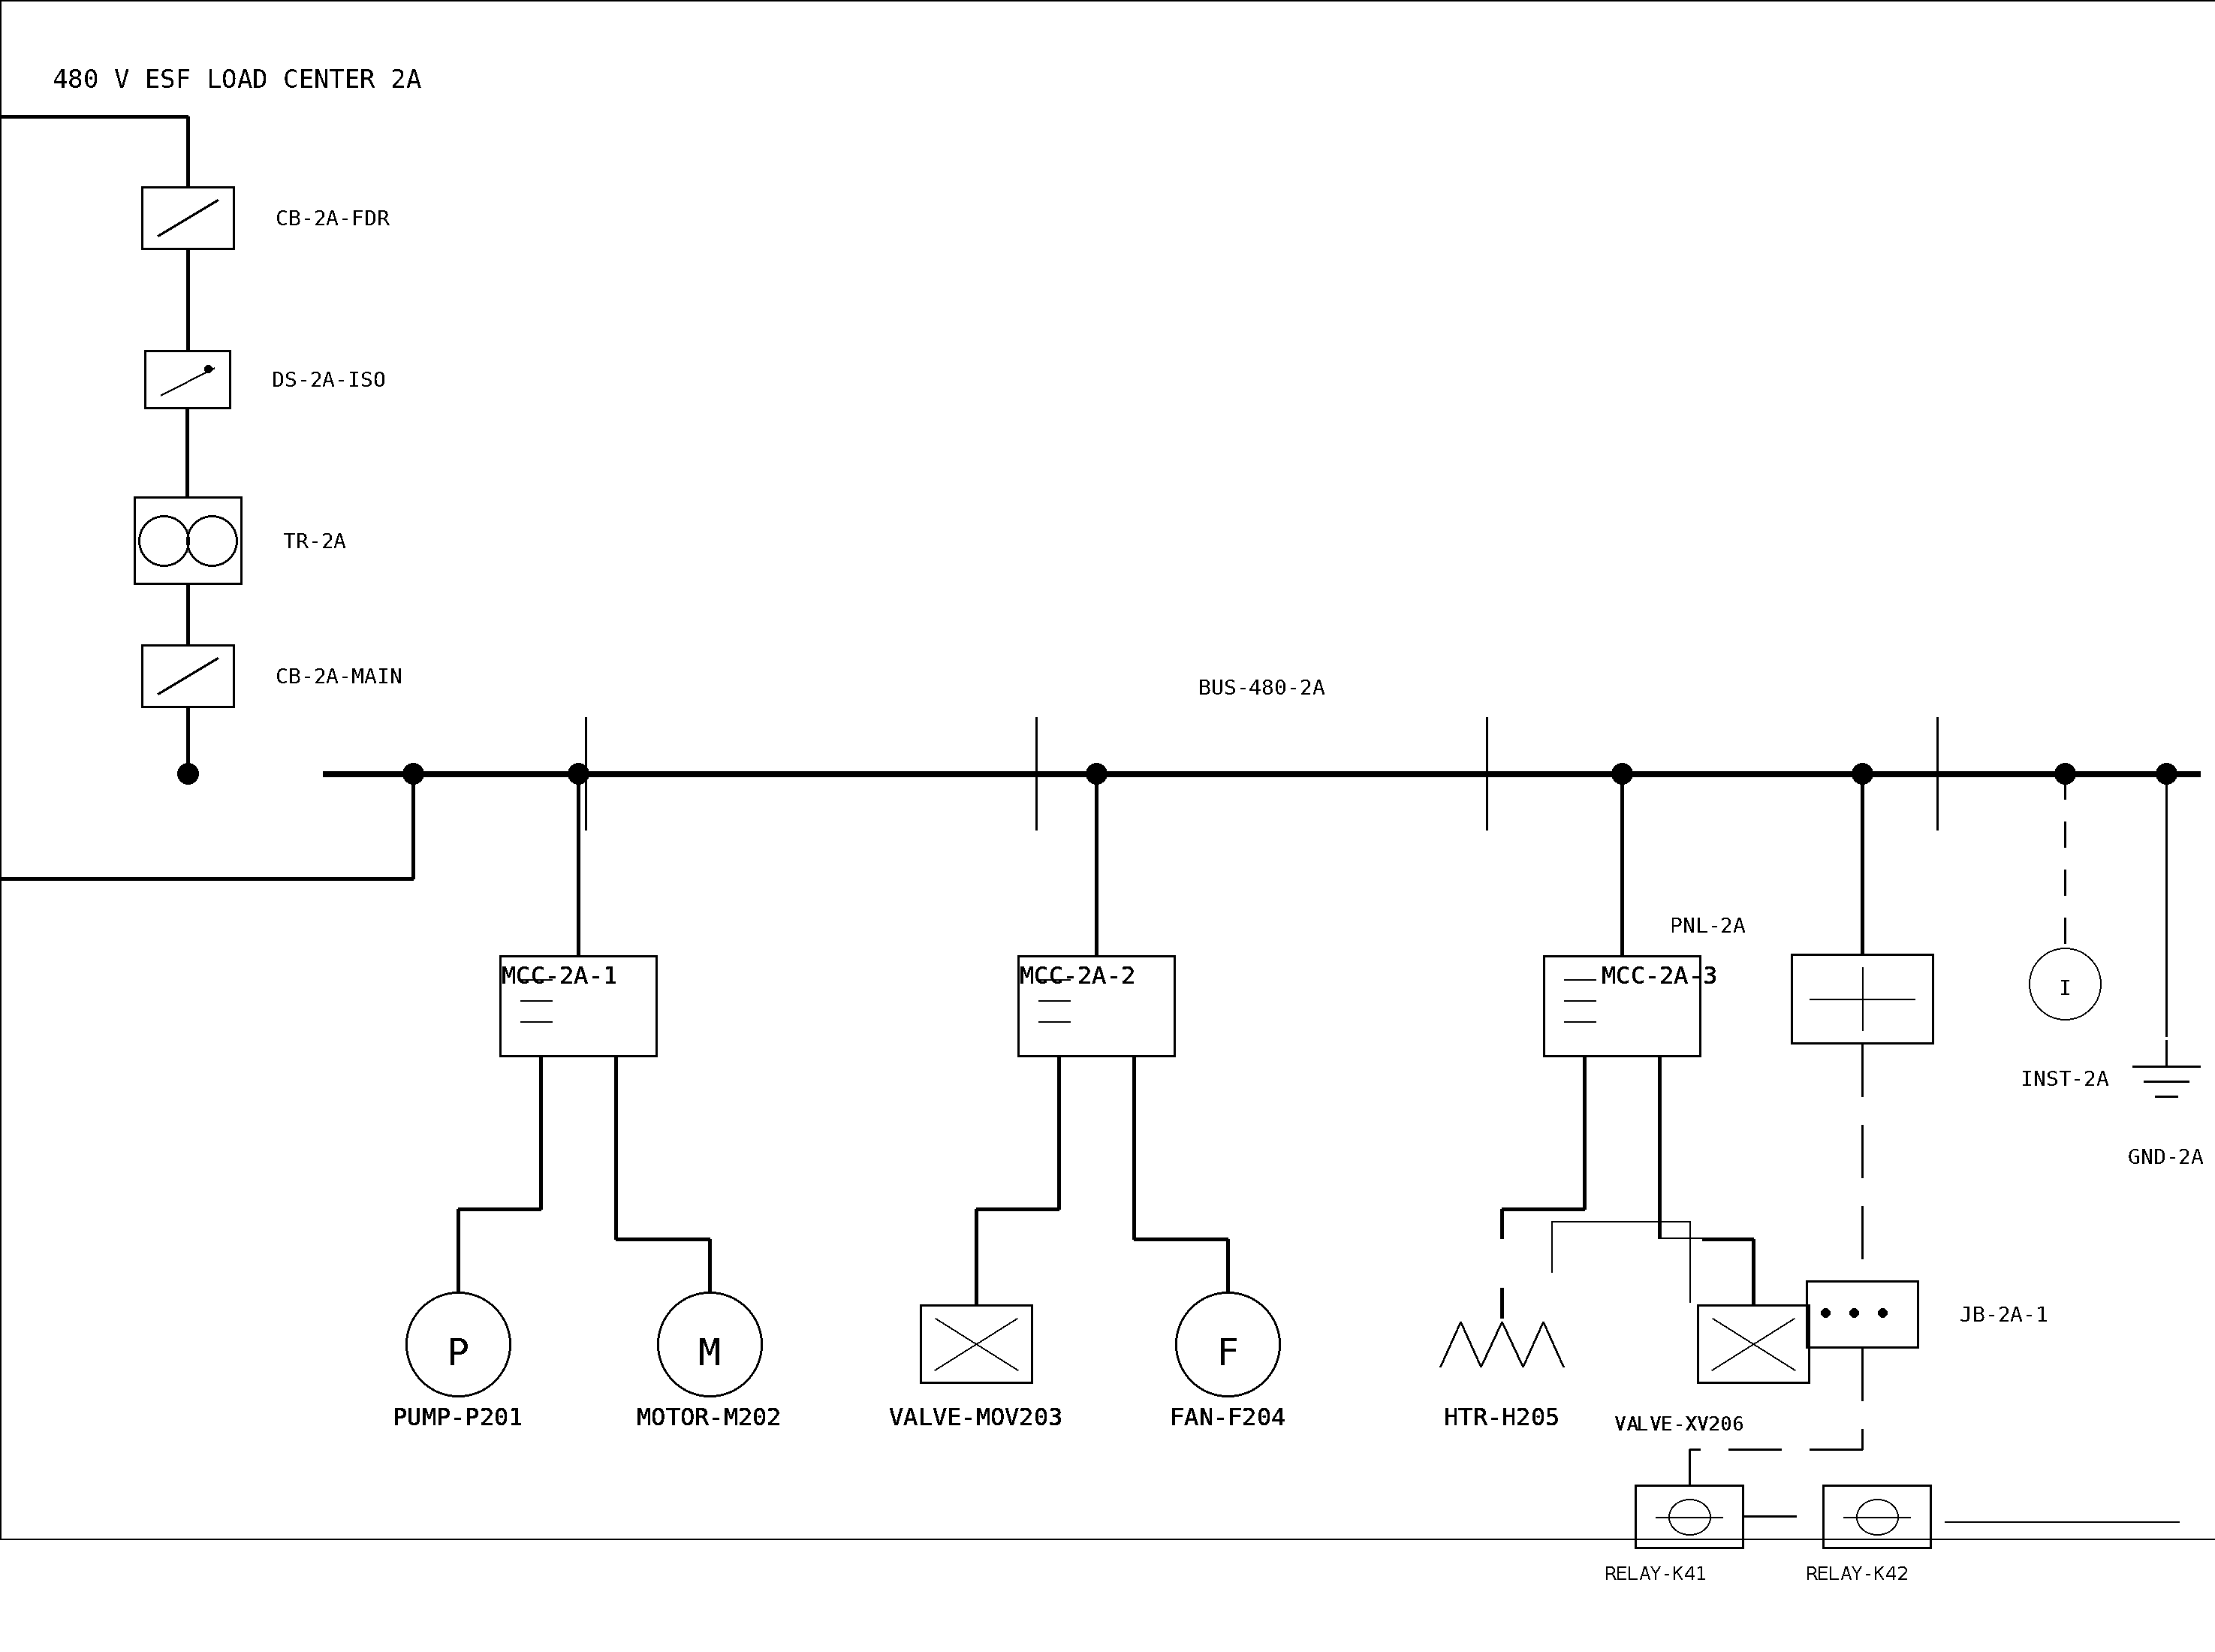 480 V ESF LOAD CENTER 2A
CB-2A-FDR
DS-2A-ISO
TR-2A
CB-2A-MAIN
BUS-480-2A
PNL-2A
MCC-2A-1
MCC-2A-2
MCC-2A-3
I
INST-2A
GND-2A
JB-2A-1
P
M
F
PUMP-P201
MOTOR-M202
VALVE-MOV203
FAN-F204
HTR-H205
VALVE-XV206
RELAY-K41
RELAY-K42